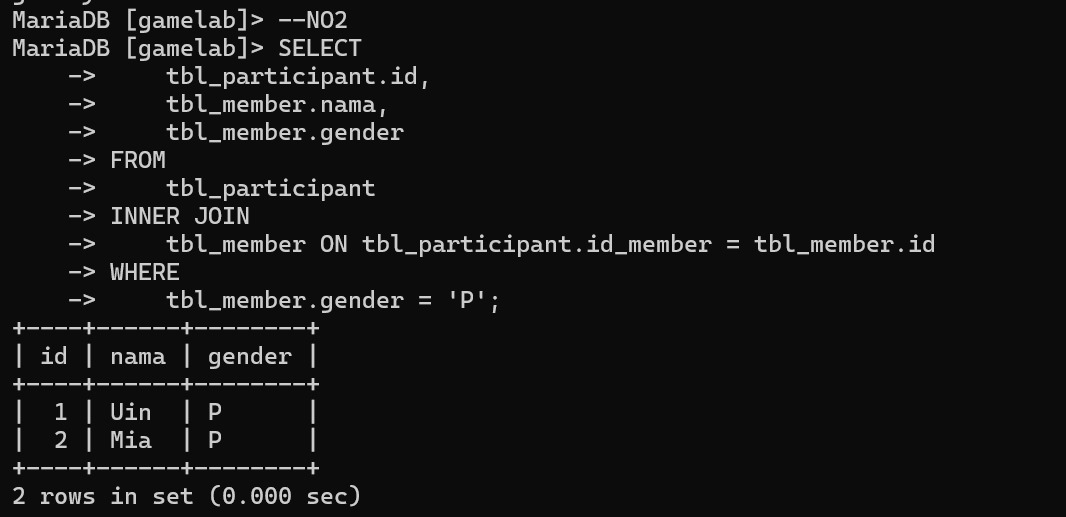 MariaDB [gamelab]> --NO2
MariaDB [gamelab]> SELECT
    ->     tbl_participant.id,
    ->     tbl_member.nama,
    ->     tbl_member.gender
    -> FROM
    ->     tbl_participant
    -> INNER JOIN
    ->     tbl_member ON tbl_participant.id_member = tbl_member.id
    -> WHERE
    ->     tbl_member.gender = 'P';
+----+------+--------+
| id | nama | gender |
+----+------+--------+
|  1 | Uin  | P      |
|  2 | Mia  | P      |
+----+------+--------+
2 rows in set (0.000 sec)